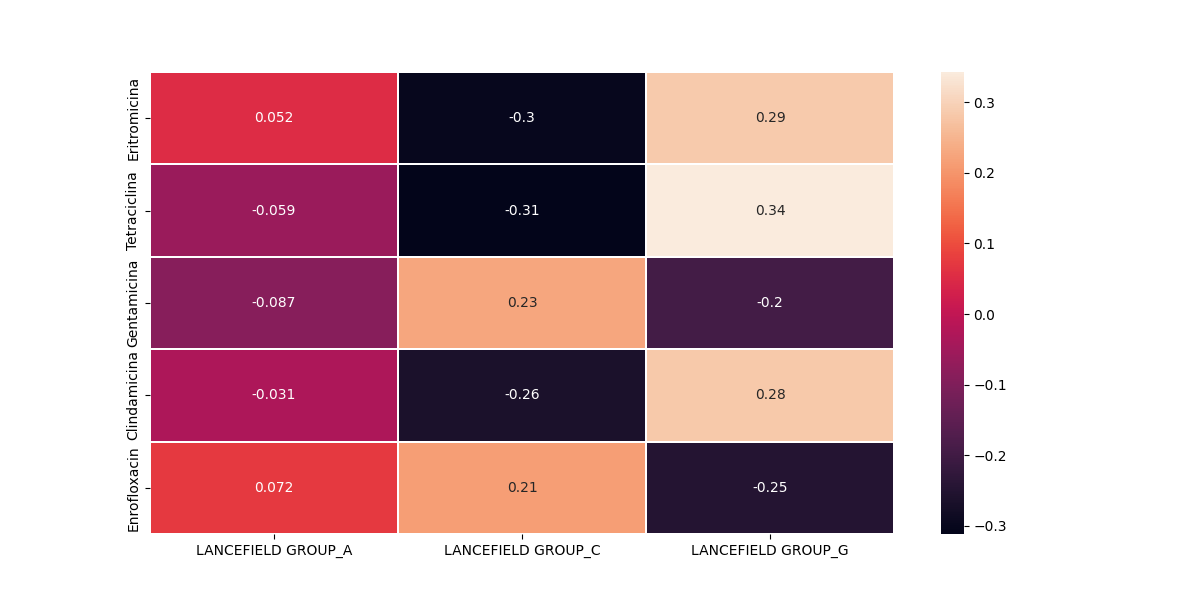 Eritromicina
0.052 -0.3 0.29
Tetraciclina
-0.059 -0.31 0.34
Gentamicina
-0.087 0.23 -0.2
Clindamicina
-0.031 -0.26 0.28
Enrofloxacin
0.072 0.21 -0.25
LANCEFIELD GROUP_A LANCEFIELD GROUP_C LANCEFIELD GROUP_G
0.3
0.2
0.1
0.0
−0.1
−0.2
−0.3